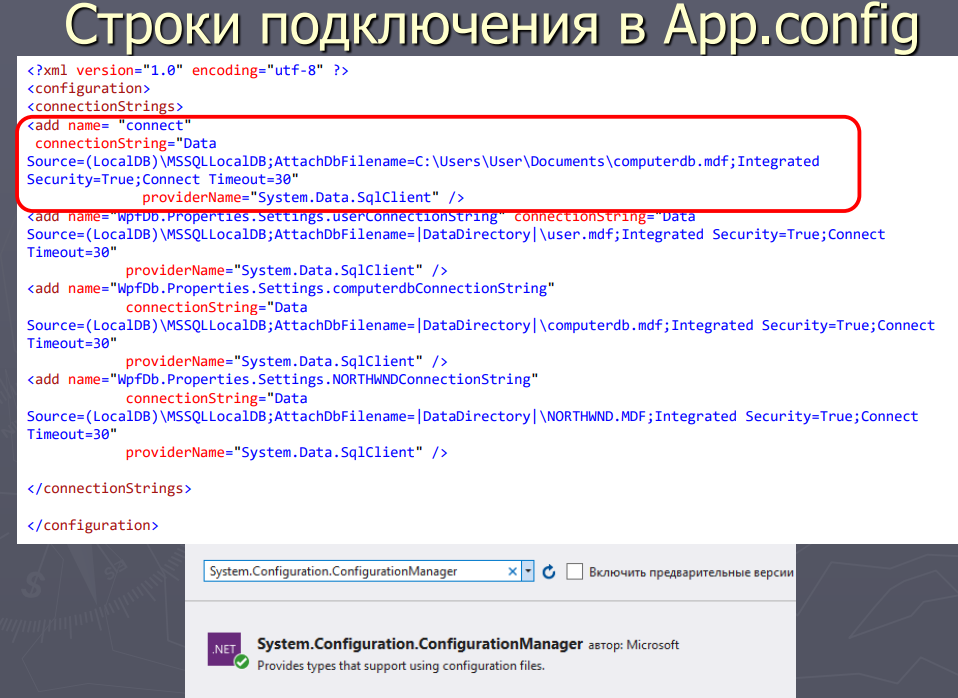 Строки подключения в App.config
<?xml version="1.0" encoding="utf-8" ?>
<configuration>
<connectionStrings>
<add name= "connect"
connectionString="Data
Source=(LocalDB)\MSSQLLocalDB;AttachDbFilename=C:\Users\User\Documents\computerdb.mdf;Integrated
Security=True;Connect Timeout=30"
providerName="System.Data.SqlClient" />
<add name="WpfDb.Properties.Settings.userConnectionString" connectionString="Data
Source=(LocalDB)\MSSQLLocalDB;AttachDbFilename=|DataDirectory|\user.mdf;Integrated Security=True;Connect
Timeout=30"
providerName="System.Data.SqlClient" />
<add name="WpfDb.Properties.Settings.computerdbConnectionString"
connectionString="Data
Source=(LocalDB)\MSSQLLocalDB;AttachDbFilename=|DataDirectory|\computerdb.mdf;Integrated Security=True;Connect
Timeout=30"
providerName="System.Data.SqlClient" />
<add name="WpfDb.Properties.Settings.NORTHWNDConnectionString"
connectionString="Data
Source=(LocalDB)\MSSQLLocalDB;AttachDbFilename=|DataDirectory|\NORTHWND.MDF;Integrated Security=True;Connect
Timeout=30"
providerName="System.Data.SqlClient" />
</connectionStrings>
</configuration>
System.Configuration.ConfigurationManager
Включить предварительные версии
.NET
System.Configuration.ConfigurationManager автор: Microsoft
Provides types that support using configuration files.
S